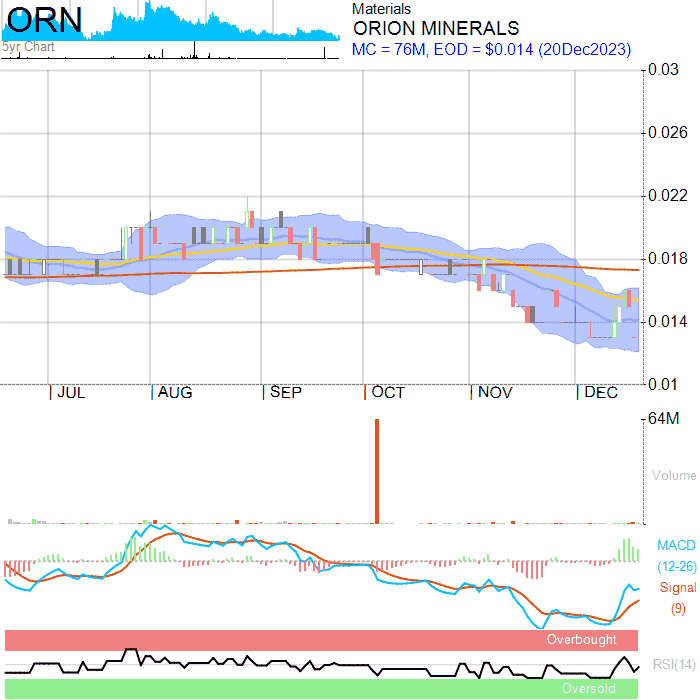 ORN
5yr Chart
Materials
ORION MINERALS
MC = 76M, EOD = $0.014 (20Dec2023)
0.03
0.026
0.022
0.018
0.014
0.01
JUL
AUG
SEP
OCT
NOV
DEC
64M
Volume
MACD
(12-26)
Signal
(9)
Overbought
RSI(14)
Oversold